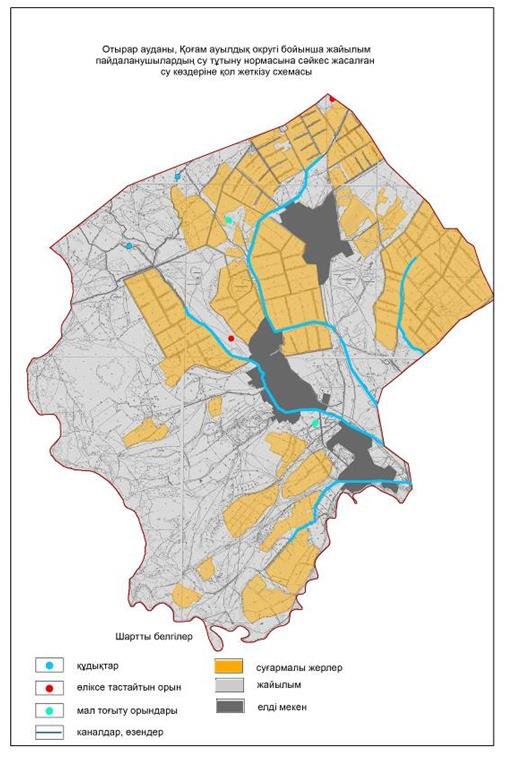 Отырар ауданы, Қоғам ауылдық округі бойынша жайылым
пайдаланушылардың су тұтыну нормасына сәйкес жасалған
су көздеріне қол жеткізу схемасы
Шартты белгілер
құдықтар
өліксе тастайтын орын
мал тоғыту орындары
каналдар, өзендер
суғармалы жерлер
жайылым
елді мекен